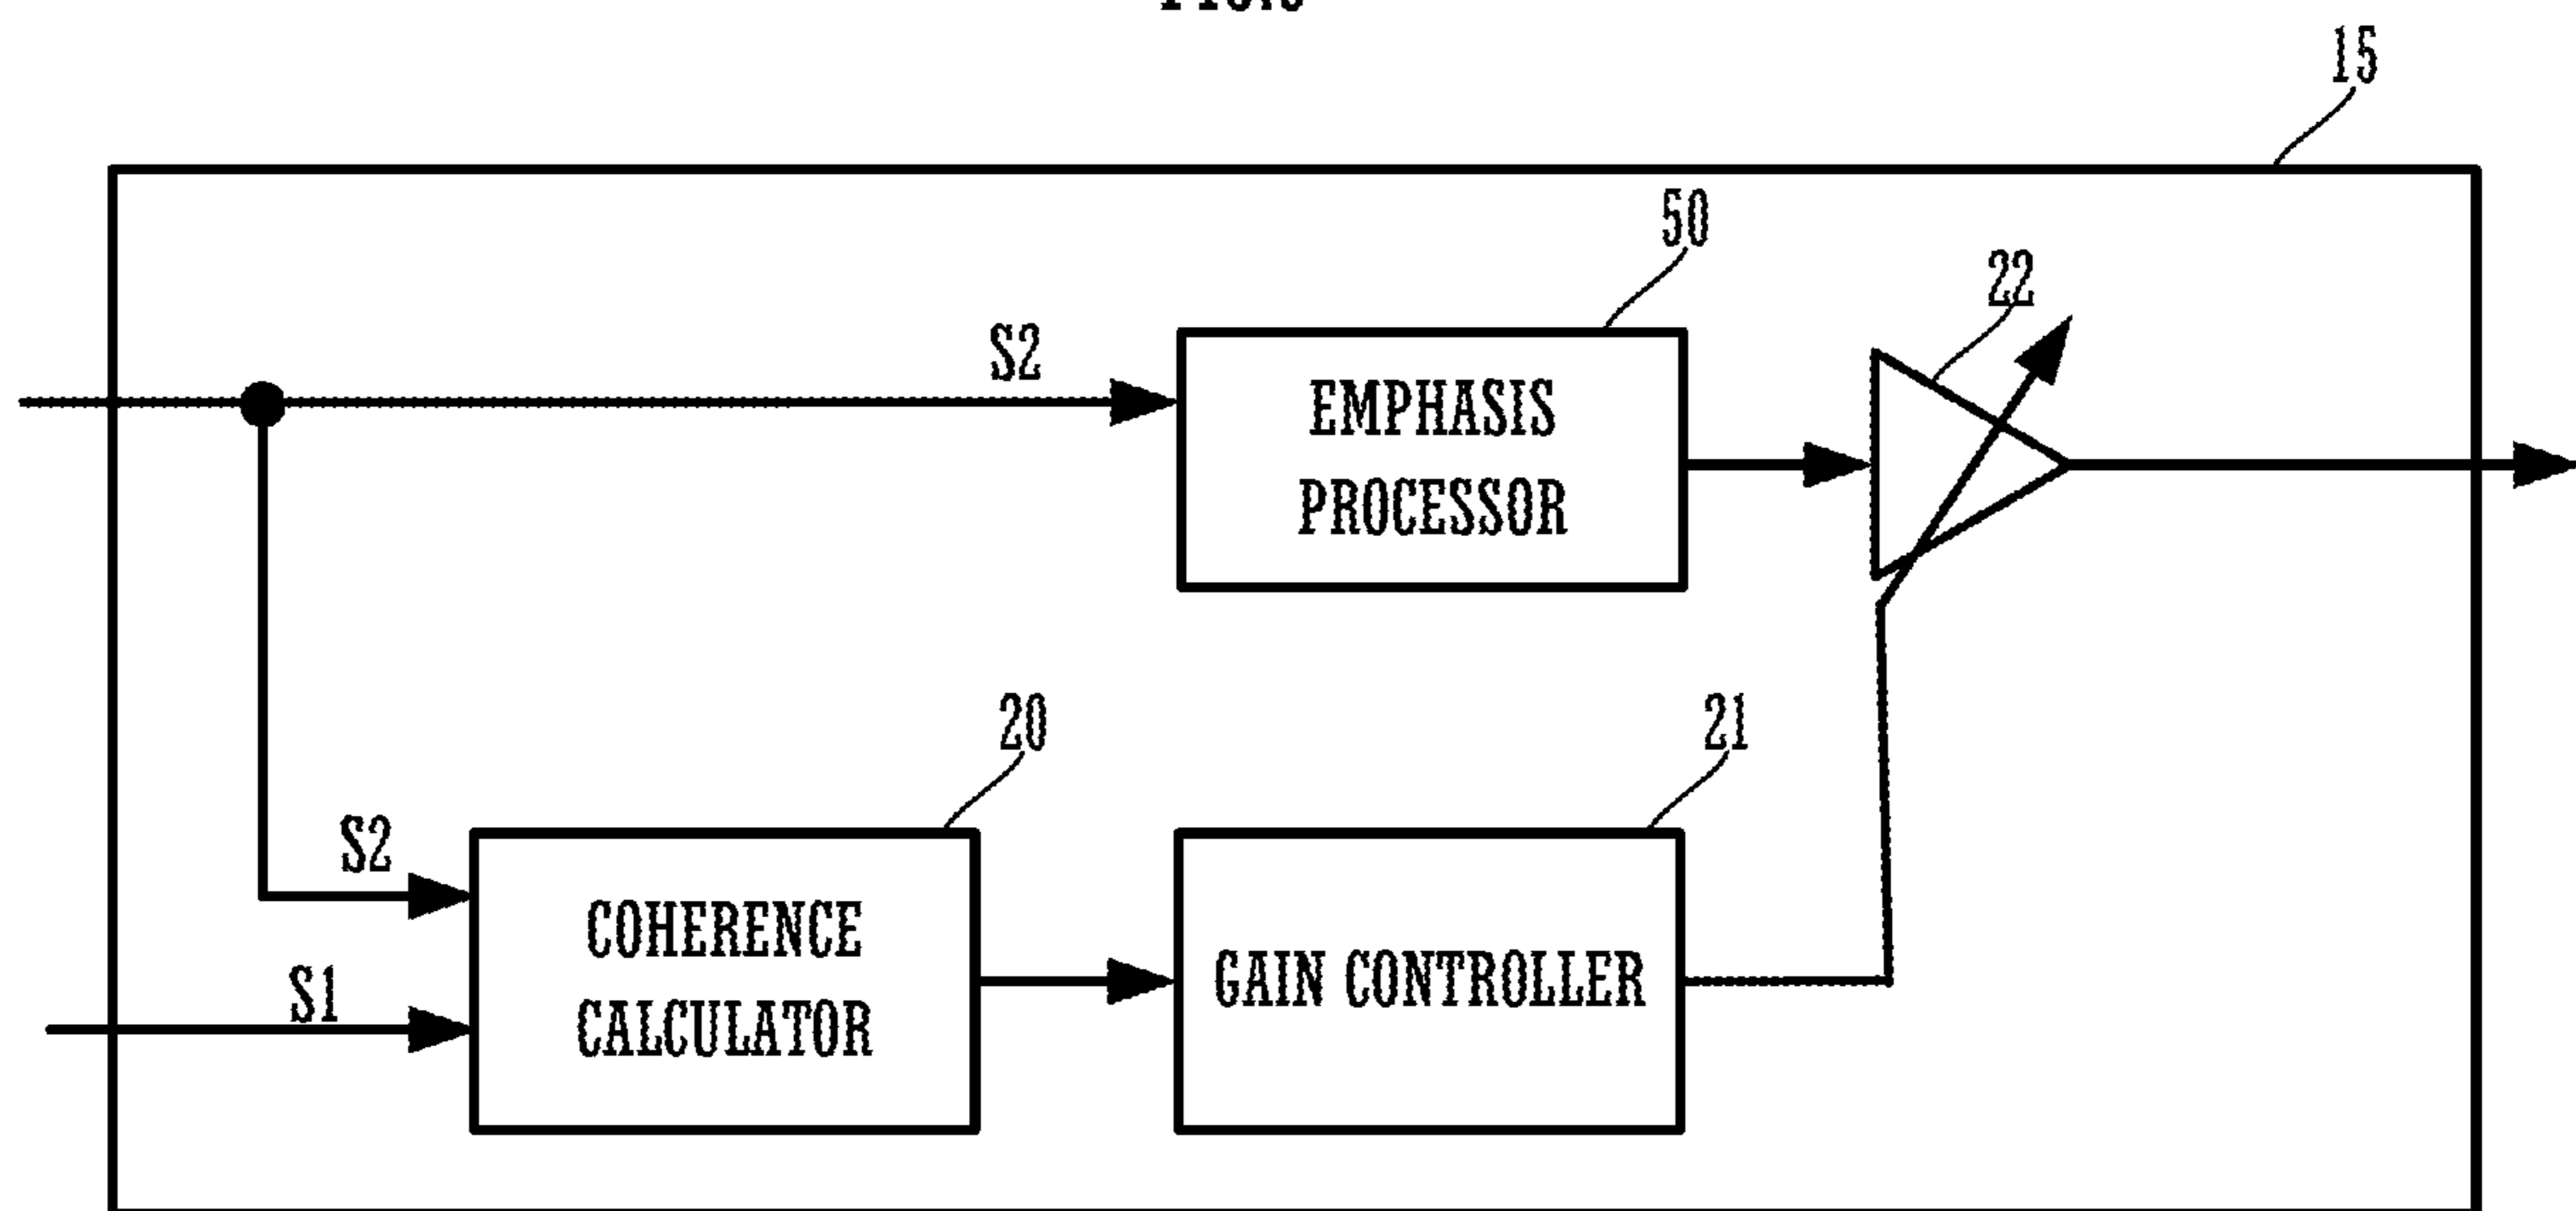 15
50
22
S2
EMPHASIS
PROCESSOR
20
21
S2
COHERENCE
CALCULATOR
GAIN CONTROLLER
S1